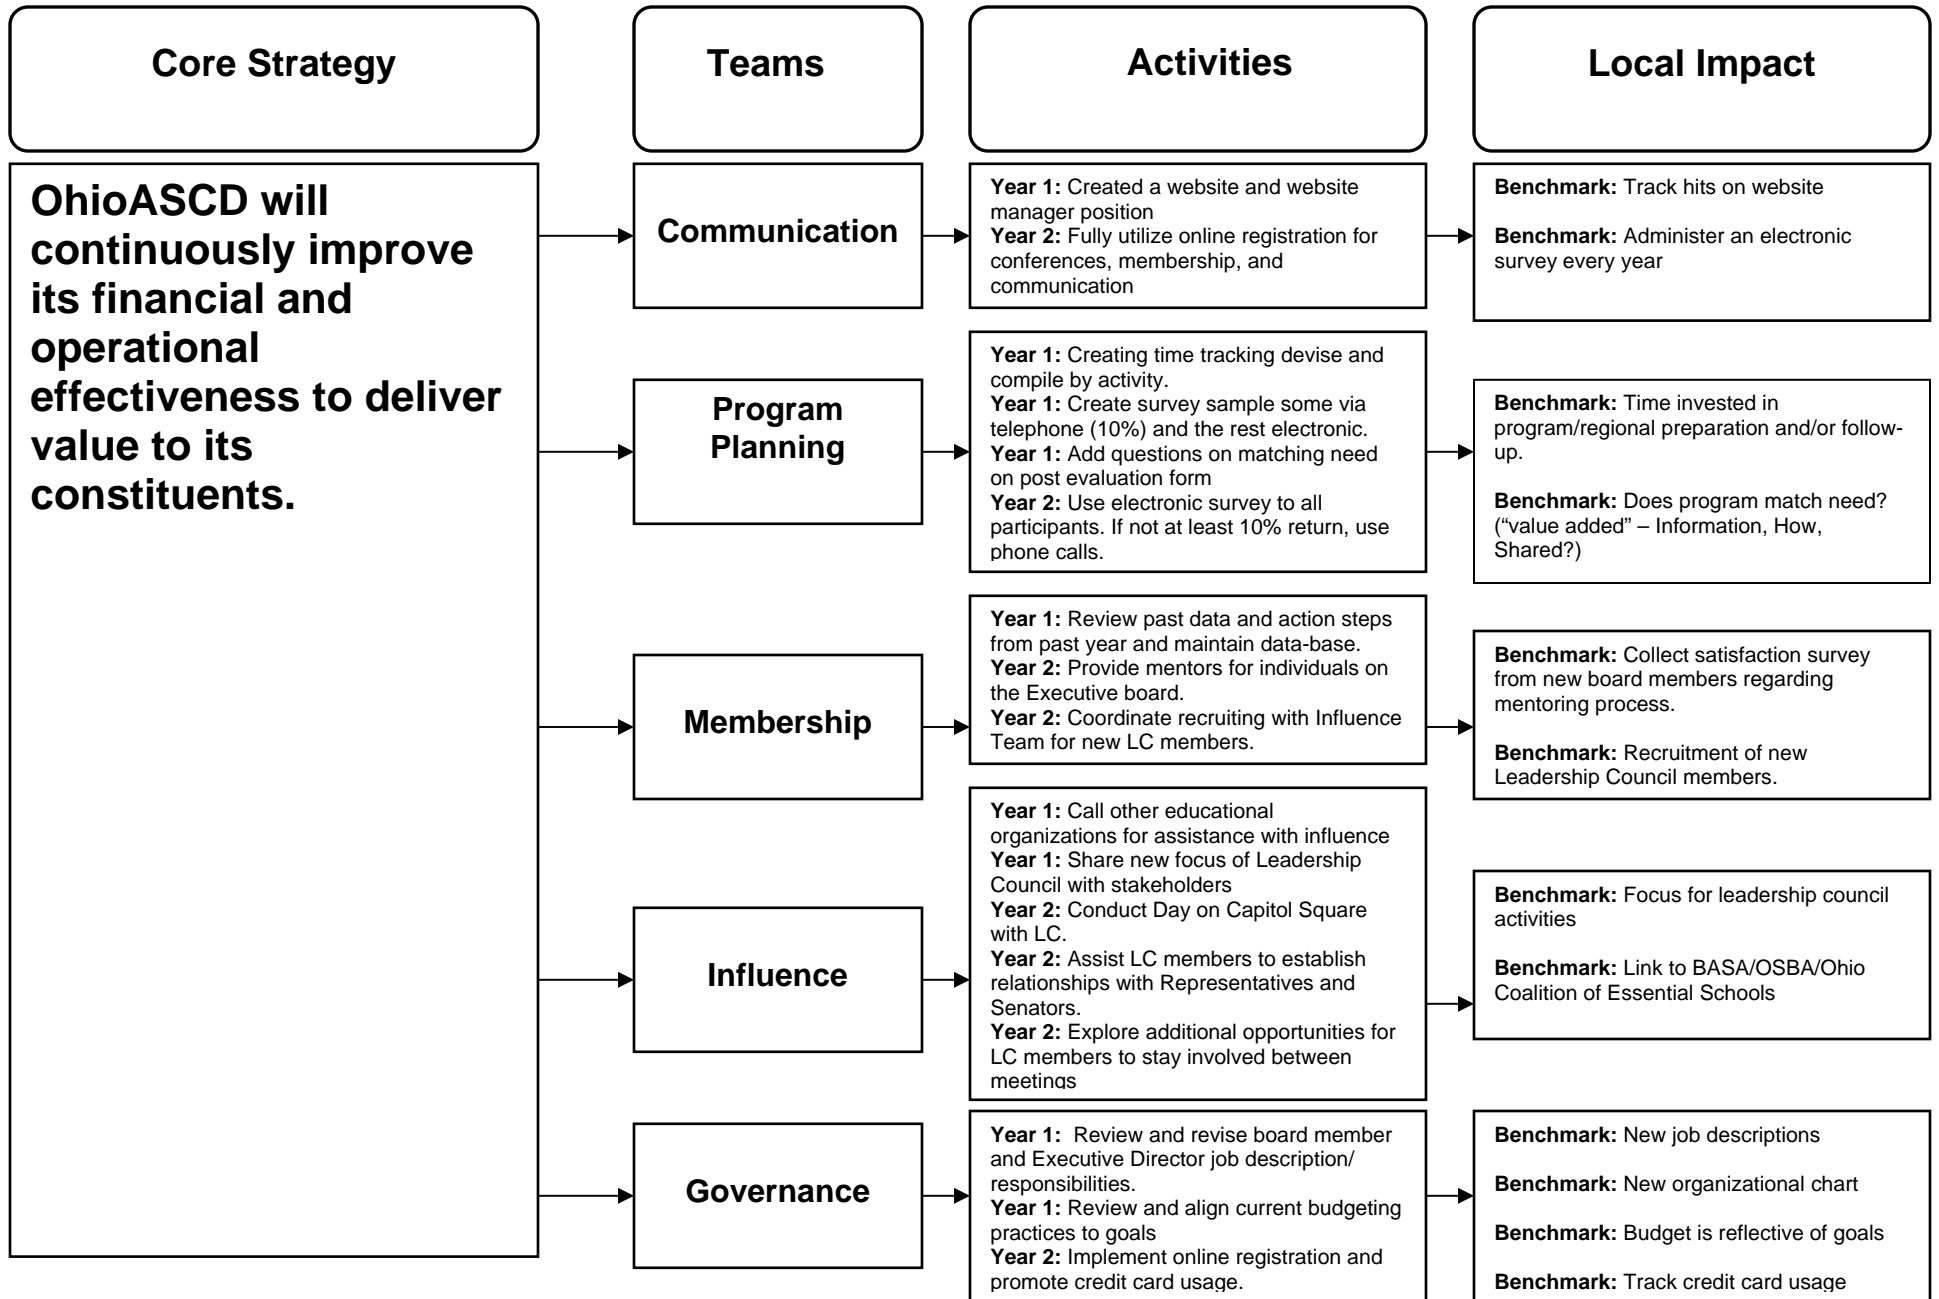 Core Strategy
Teams
Activities
Local Impact
OhioASCD will
continuously improve
its financial and
operational
effectiveness to deliver
value to its
constituents.
Communication
Year 1: Created a website and website
manager position
Year 2: Fully utilize online registration for
conferences, membership, and
communication
Benchmark: Track hits on website
Benchmark: Administer an electronic
survey every year
Program
Planning
Year 1: Creating time tracking devise and
compile by activity.
Year 1: Create survey sample some via
telephone (10%) and the rest electronic.
Year 1: Add questions on matching need
on post evaluation form
Year 2: Use electronic survey to all
participants. If not at least 10% return, use
phone calls.
Benchmark: Time invested in
program/regional preparation and/or follow-
up.
Benchmark: Does program match need?
(“value added” – Information, How,
Shared?)
Membership
Year 1: Review past data and action steps
from past year and maintain data-base.
Year 2: Provide mentors for individuals on
the Executive board.
Year 2: Coordinate recruiting with Influence
Team for new LC members.
Benchmark: Collect satisfaction survey
from new board members regarding
mentoring process.
Benchmark: Recruitment of new
Leadership Council members.
Influence
Year 1: Call other educational
organizations for assistance with influence
Year 1: Share new focus of Leadership
Council with stakeholders
Year 2: Conduct Day on Capitol Square
with LC.
Year 2: Assist LC members to establish
relationships with Representatives and
Senators.
Year 2: Explore additional opportunities for
LC members to stay involved between
meetings
Benchmark: Focus for leadership council
activities
Benchmark: Link to BASA/OSBA/Ohio
Coalition of Essential Schools
Governance
Year 1: Review and revise board member
and Executive Director job description/
responsibilities.
Year 1: Review and align current budgeting
practices to goals
Year 2: Implement online registration and
promote credit card usage.
Benchmark: New job descriptions
Benchmark: New organizational chart
Benchmark: Budget is reflective of goals
Benchmark: Track credit card usage